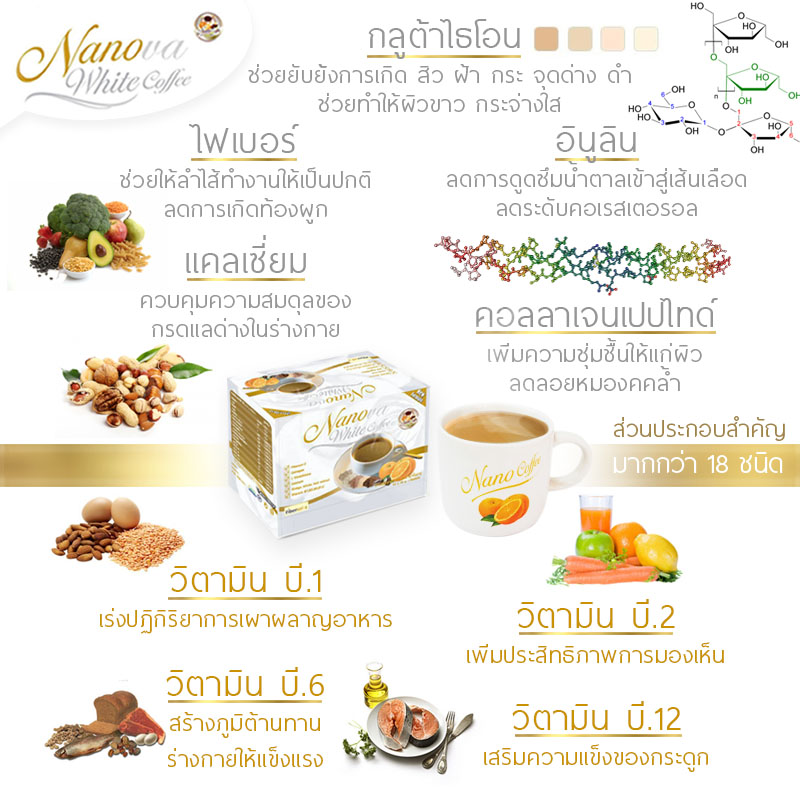 Nanova
White Coffee
กลูต้าไธโอน
ช่วยยับยั้งการเกิด สิว ฝ้า กระ จุดด่าง ดำ
ช่วยทำให้ผิวขาว กระจ่างใส
ไฟเบอร์
ช่วยให้ลำไส้ทำงานให้เป็นปกติ
ลดการเกิดท้องผูก
อินูลิน
ลดการดูดซึมน้ำตาลเข้าสู่เส้นเลือด
ลดระดับคอเรสเตอรอล
แคลเซี่ยม
ควบคุมความสมดุลของ
กรดแลด่างในร่างกาย
คอลลาเจนเปปไทด์
เพิ่มความชุ่มชื้นให้แก่ผิว
ลดลอยหมองคคล้ำ
Nanova
White Coffee
Nano Coffee
ส่วนประกอบสำคัญ
มากกว่า 18 ชนิด
วิตามิน บี.1
เร่งปฏิกิริยาการเผาผลาญอาหาร
วิตามิน บี.2
เพิ่มประสิทธิภาพการมองเห็น
วิตามิน บี.6
สร้างภูมิต้านทาน
ร่างกายให้แข็งแรง
วิตามิน บี.12
เสริมความแข็งของกระดูก